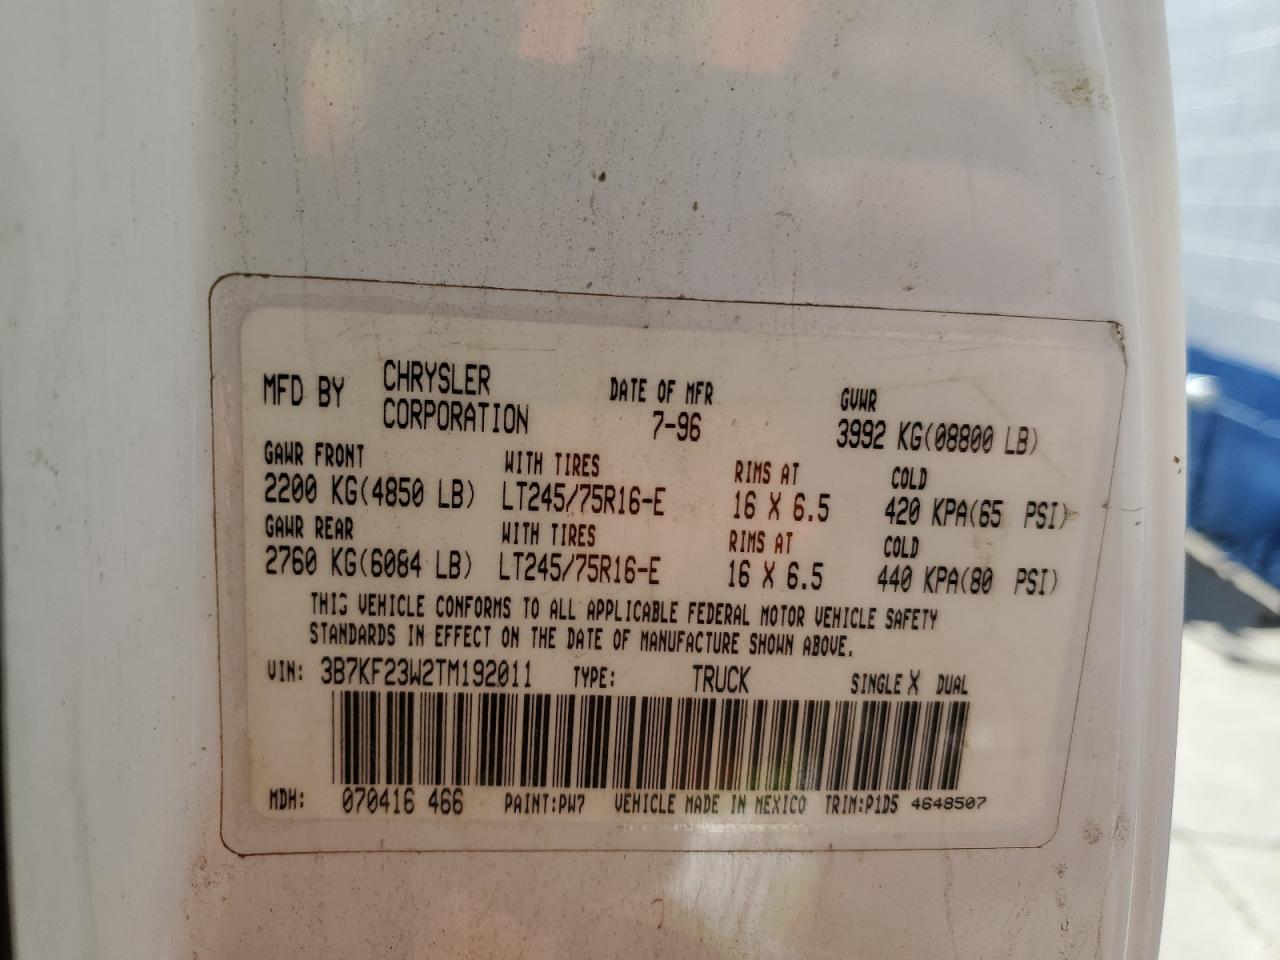 MFD BY CHRYSLER CORPORATION DATE OF MFR 7-96 GVWR 3992 KG(08800 LB)
GAWR FRONT WITH TIRES RIMS AT COLD
2200 KG(4850 LB) LT245/75R16-E 16 X 6.5 420 KPA(65 PSI)
GAWR REAR WITH TIRES RIMS AT COLD
2760 KG(6084 LB) LT245/75R16-E 16 X 6.5 440 KPA(80 PSI)
THIS VEHICLE CONFORMS TO ALL APPLICABLE FEDERAL MOTOR VEHICLE SAFETY
STANDARDS IN EFFECT ON THE DATE OF MANUFACTURE SHOWN ABOVE.
VIN: 3B7KF23W2TM192011 TYPE: TRUCK SINGLE X DUAL
MDH: 070416 466 PAINT:PW7 VEHICLE MADE IN MEXICO TRIM:P1D5 4648507